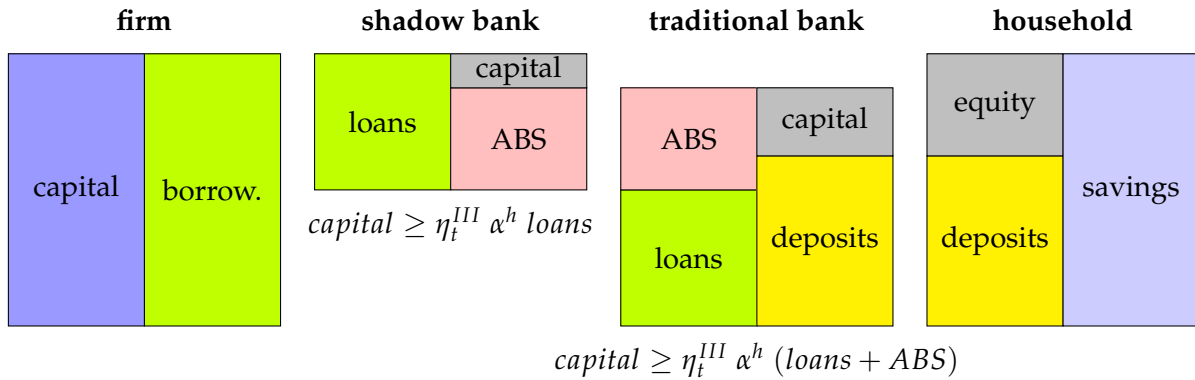 firm
shadow bank
traditional bank
household
capital
borrow.
loans
capital
ABS
capital ≥ η_t^{III} α^h loans
ABS
loans
capital
deposits
capital ≥ η_t^{III} α^h (loans + ABS)
equity
deposits
savings